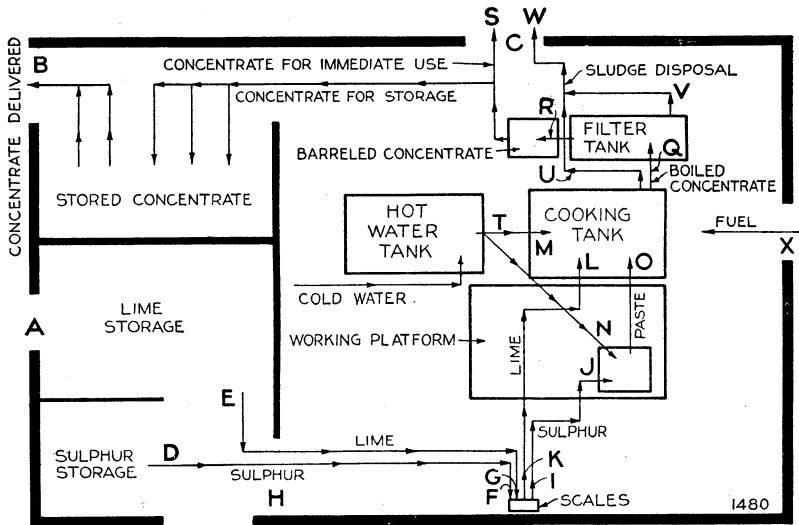 S
W
C
B
CONCENTRATE DELIVERED
CONCENTRATE FOR IMMEDIATE USE
SLUDGE DISPOSAL
CONCENTRATE FOR STORAGE
V
R
FILTER
TANK
BARRELED CONCENTRATE
Q
U
BOILED
CONCENTRATE
STORED CONCENTRATE
HOT
WATER
TANK
T
COOKING
TANK
M
L
O
FUEL
X
COLD WATER.
LIME
STORAGE
A
WORKING PLATFORM
N
PASTE
LIME
J
E
SULPHUR
LIME
SULPHUR
STORAGE
D
SULPHUR
K
G
I
H
F
SCALES
1480